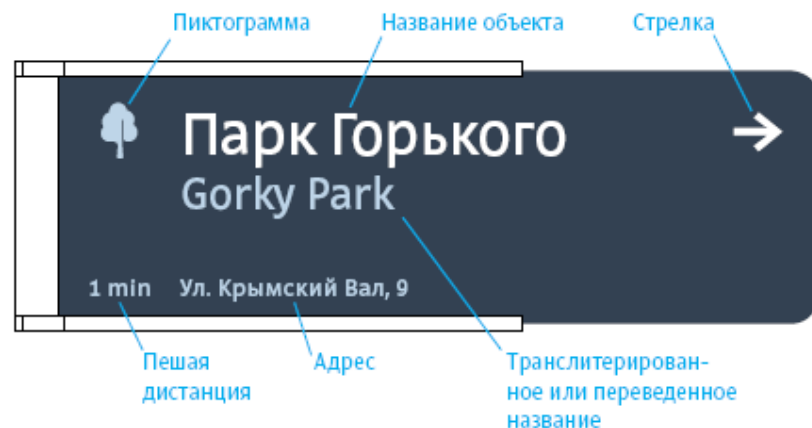 Пиктограмма
Название объекта
Стрелка
Парк Горького
Gorky Park
1 min
Ул. Крымский Вал, 9
Пешая
дистанция
Адрес
Транслитерирован-
ное или переведенное
название